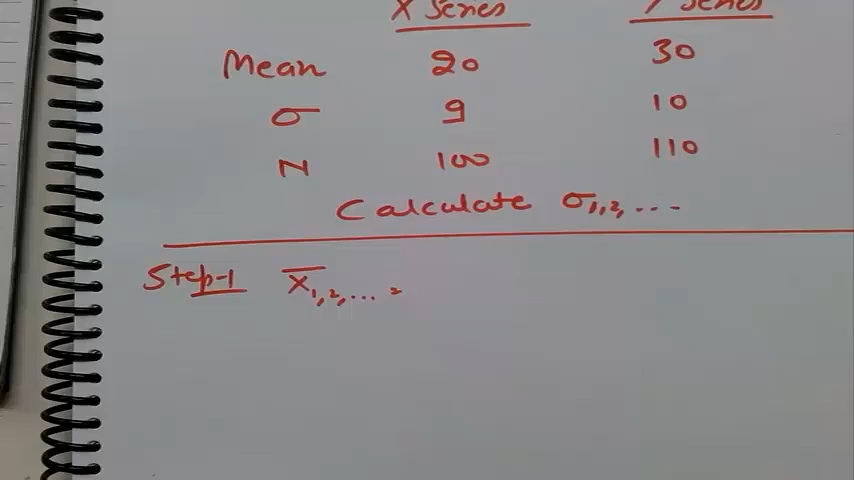 X Series Y Series
Mean 20 30
σ 9 10
N 100 110
Calculate σ1,2,...
Step-1 X̄1,2,... =